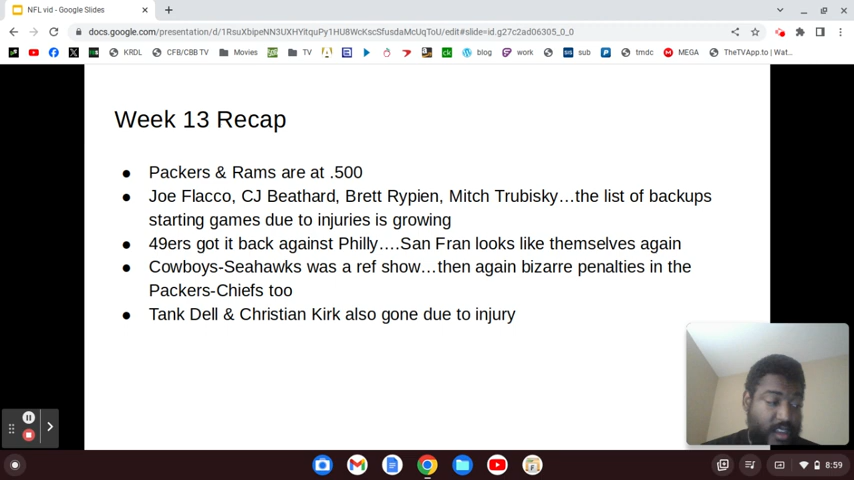 NFL vid - Google Slides
docs.google.com/presentation/d/1RsuXbipeNN3UXHYitquPy1HU8WcKscSfusdaMcUqToU/edit#slide=id.g27c2ad06305_0_0
KRDL CFB/CBB TV Movies TV blog work sub tmdc MEGA TheTVApp.to | Wat...
Week 13 Recap
● Packers & Rams are at .500
● Joe Flacco, CJ Beathard, Brett Rypien, Mitch Trubisky…the list of backups
starting games due to injuries is growing
● 49ers got it back against Philly….San Fran looks like themselves again
● Cowboys-Seahawks was a ref show…then again bizarre penalties in the
Packers-Chiefs too
● Tank Dell & Christian Kirk also gone due to injury
8:59